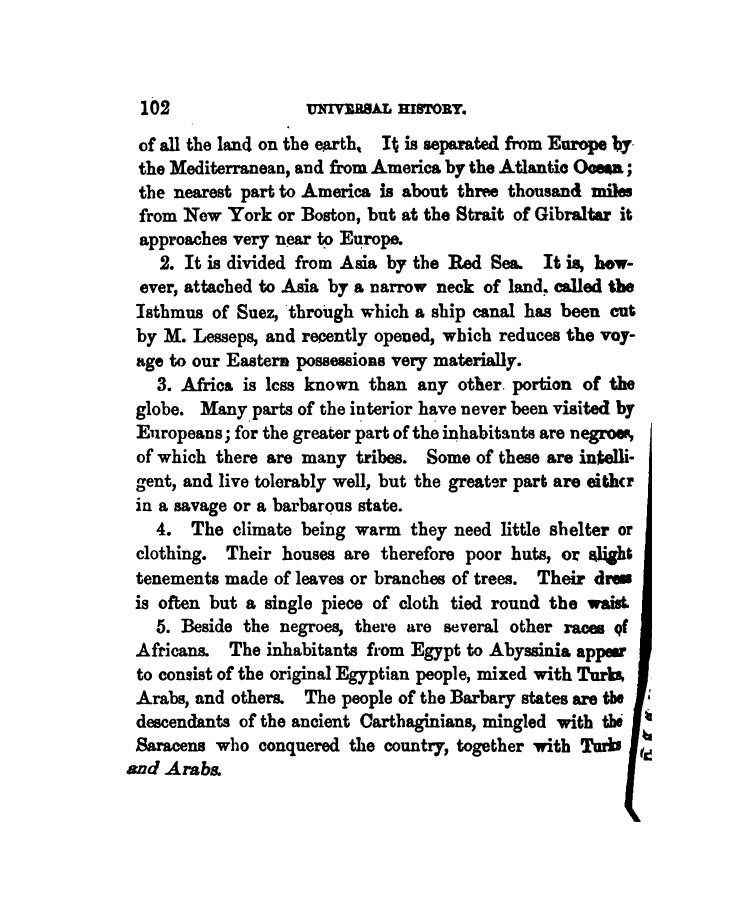 102 UNIVERSAL HISTORY.
of all the land on the earth. It is separated from Europe by
the Mediterranean, and from America by the Atlantic Ocean;
the nearest part to America is about three thousand miles
from New York or Boston, but at the Strait of Gibraltar it
approaches very near to Europe.
2. It is divided from Asia by the Red Sea. It is, how-
ever, attached to Asia by a narrow neck of land, called the
Isthmus of Suez, through which a ship canal has been cut
by M. Lesseps, and recently opened, which reduces the voy-
age to our Eastern possessions very materially.
3. Africa is less known than any other portion of the
globe. Many parts of the interior have never been visited by
Europeans; for the greater part of the inhabitants are negroes,
of which there are many tribes. Some of these are intelli-
gent, and live tolerably well, but the greater part are either
in a savage or a barbarous state.
4. The climate being warm they need little shelter or
clothing. Their houses are therefore poor huts, or slight
tenements made of leaves or branches of trees. Their dress
is often but a single piece of cloth tied round the waist.
5. Beside the negroes, there are several other races of
Africans. The inhabitants from Egypt to Abyssinia appear
to consist of the original Egyptian people, mixed with Turks,
Arabs, and others. The people of the Barbary states are the
descendants of the ancient Carthaginians, mingled with the
Saracens who conquered the country, together with Turks
and Arabs.